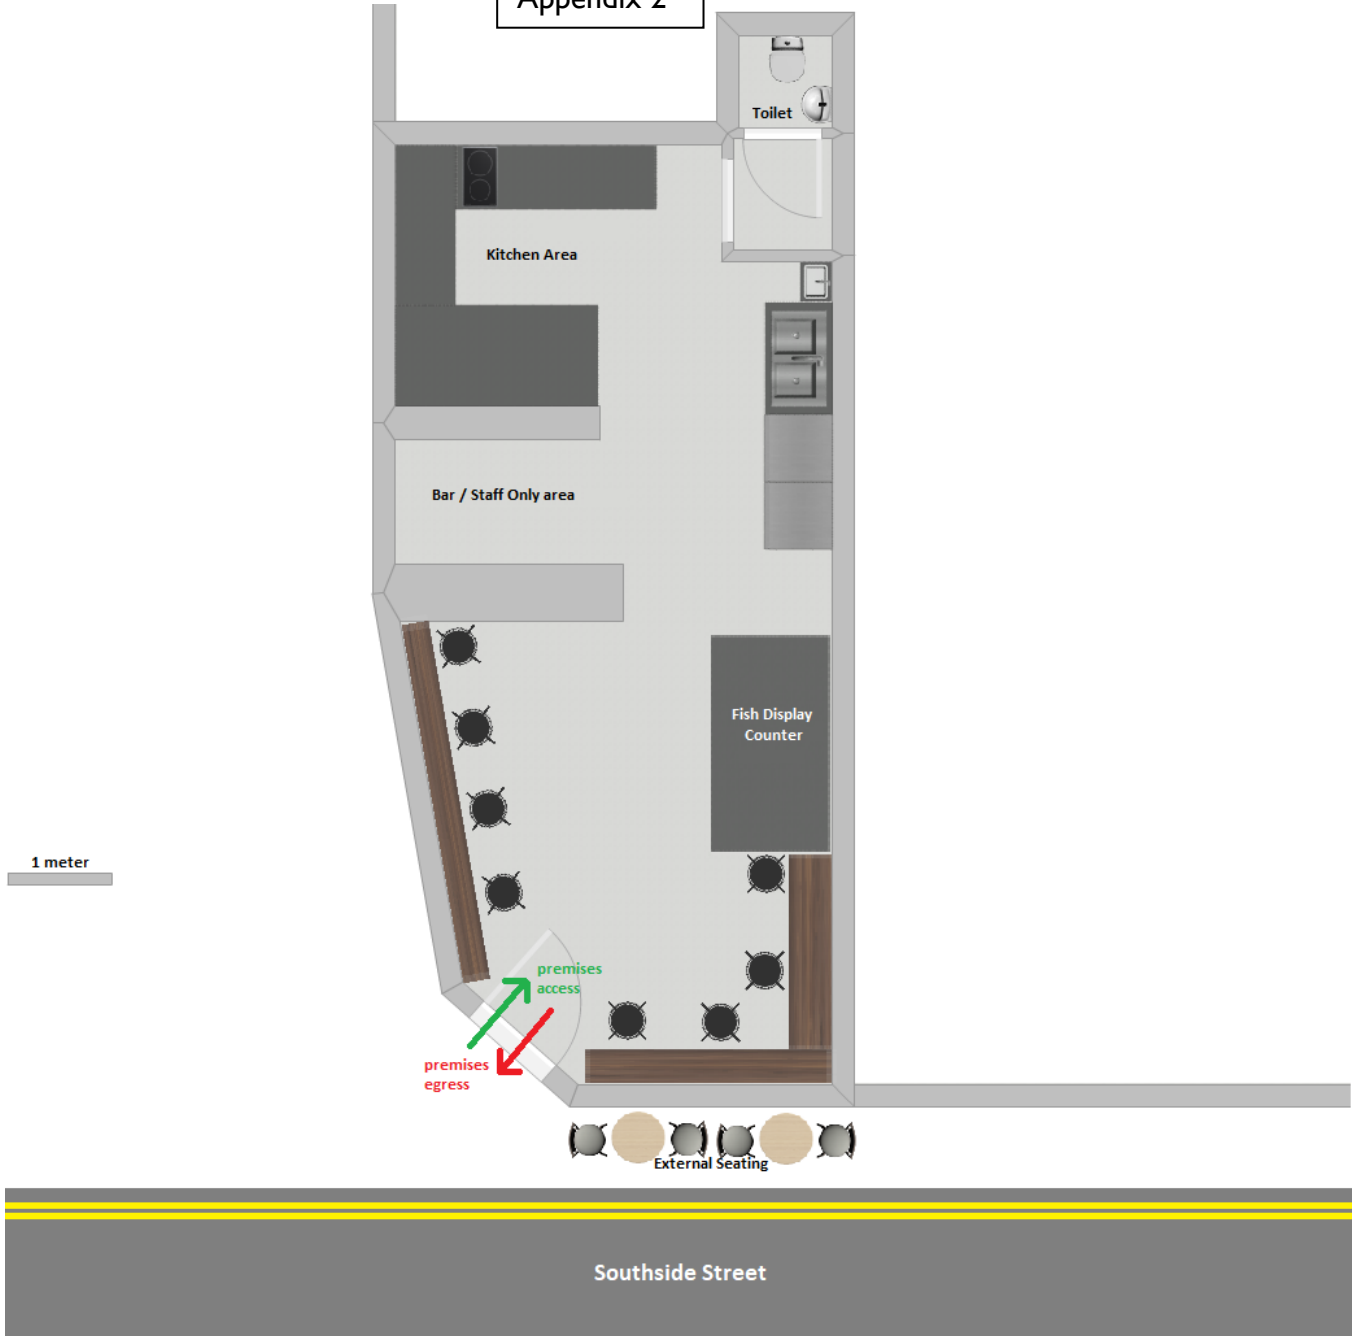 Appendix 2
Toilet
Kitchen Area
Bar / Staff Only area
Fish Display
Counter
1 meter
premises
access
premises
egress
External Seating
Southside Street